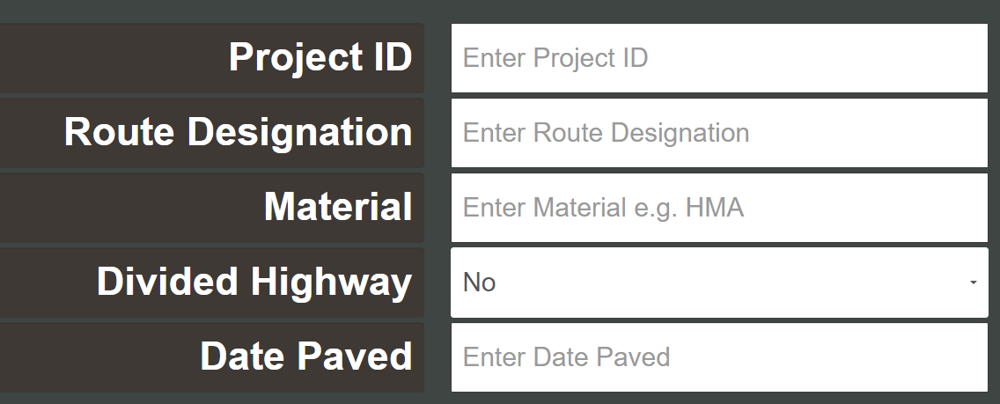 Project ID Enter Project ID
Route Designation Enter Route Designation
Material Enter Material e.g. HMA
Divided Highway No
Date Paved Enter Date Paved